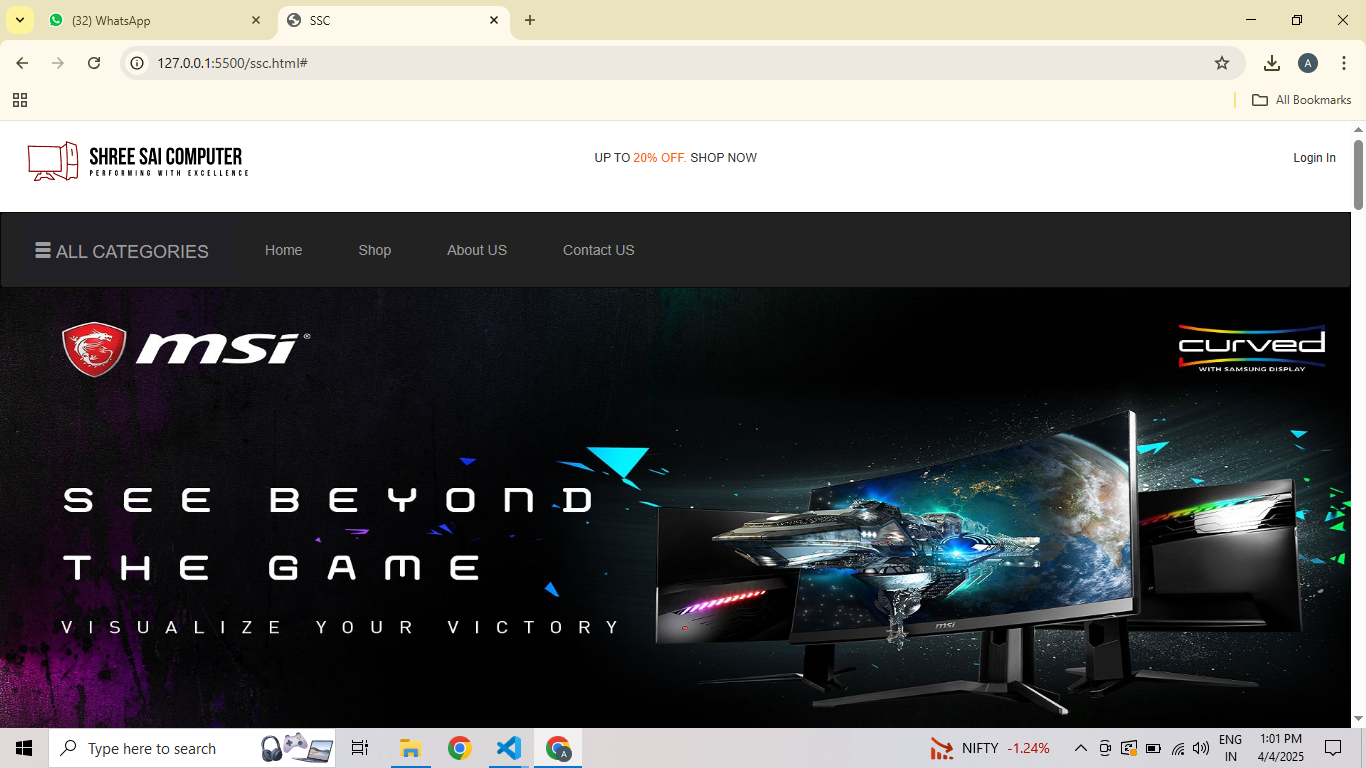 (32) WhatsApp
SSC
127.0.0.1:5500/ssc.html#
All Bookmarks
SHREE SAI COMPUTER
PERFORMING WITH EXCELLENCE
UP TO 20% OFF. SHOP NOW
Login In
ALL CATEGORIES
Home
Shop
About US
Contact US
msi®
curved
WITH SAMSUNG DISPLAY
SEE BEYOND
THE GAME
VISUALIZE YOUR VICTORY
msi
Type here to search
NIFTY -1.24%
ENG
IN
1:01 PM
4/4/2025
A
A